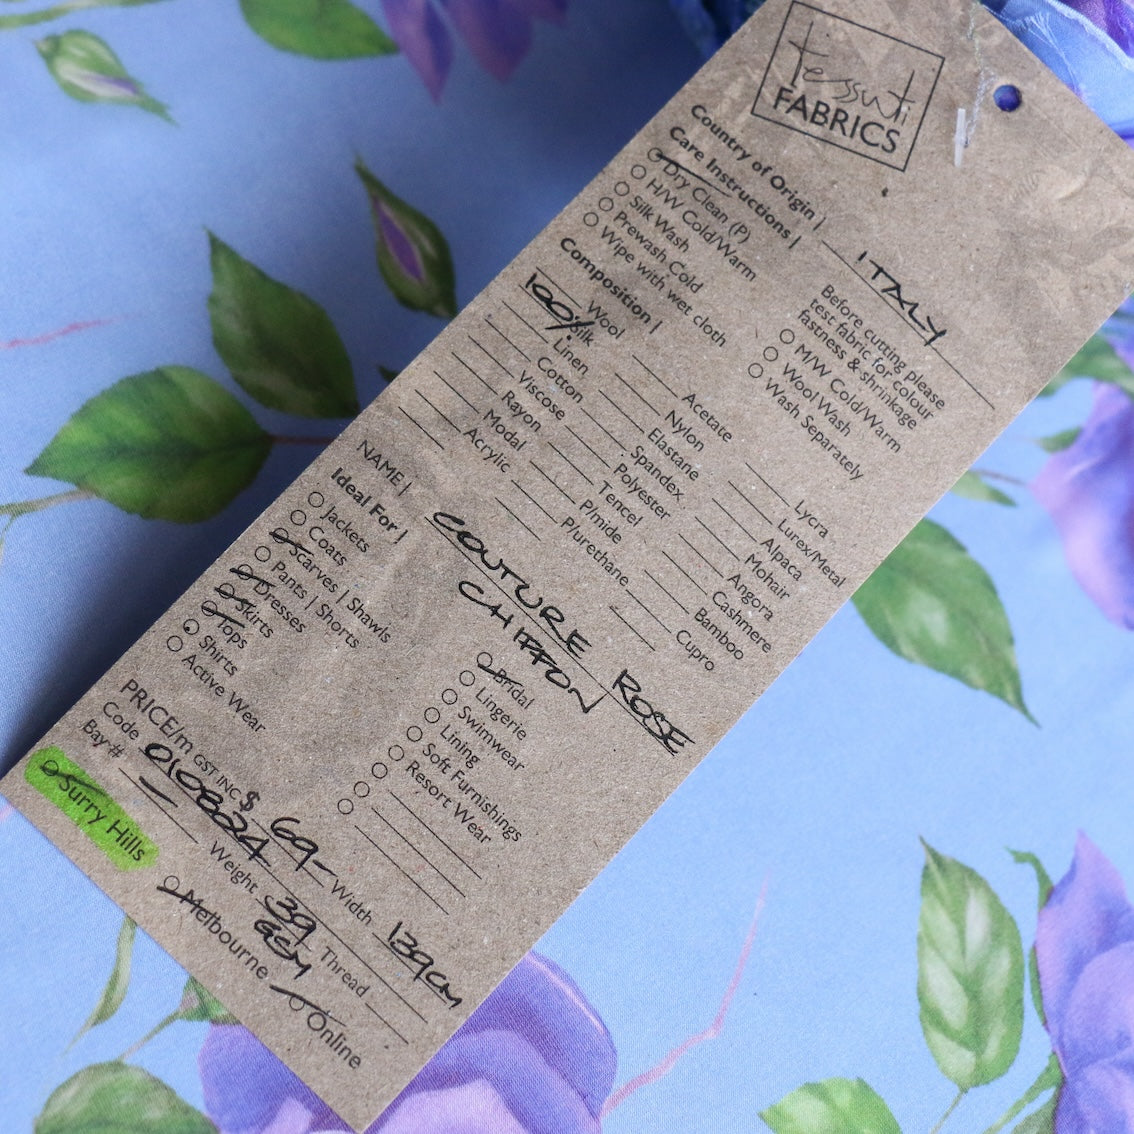 tessuti
FABRICS
Country of Origin | ITALY
Care Instructions |
Dry Clean (P)
H/W Cold/Warm
Silk Wash
Prewash Cold
Wipe with wet cloth
Before cutting please
test fabric for colour
fastness & shrinkage
M/W Cold/Warm
Wool Wash
Wash Separately
Composition |
Wool
100% Silk
Linen
Cotton
Viscose
Rayon
Modal
Acrylic
Acetate
Nylon
Elastane
Spandex
Polyester
Tencel
P/mide
P/urethane
Lycra
Lurex/Metal
Alpaca
Mohair
Angora
Cashmere
Bamboo
Cupro
NAME | COUTURE ROSE
CHIFFON
Ideal For |
Jackets
Coats
Scarves | Shawls
Pants | Shorts
Dresses
Skirts
Tops
Shirts
Active Wear
Bridal
Lingerie
Swimwear
Lining
Soft Furnishings
Resort Wear
PRICE/m GST INC $ 69- Width 139cm
Code 010824 Weight 39 GSM Thread
Bay # -
Surry Hills Melbourne Online